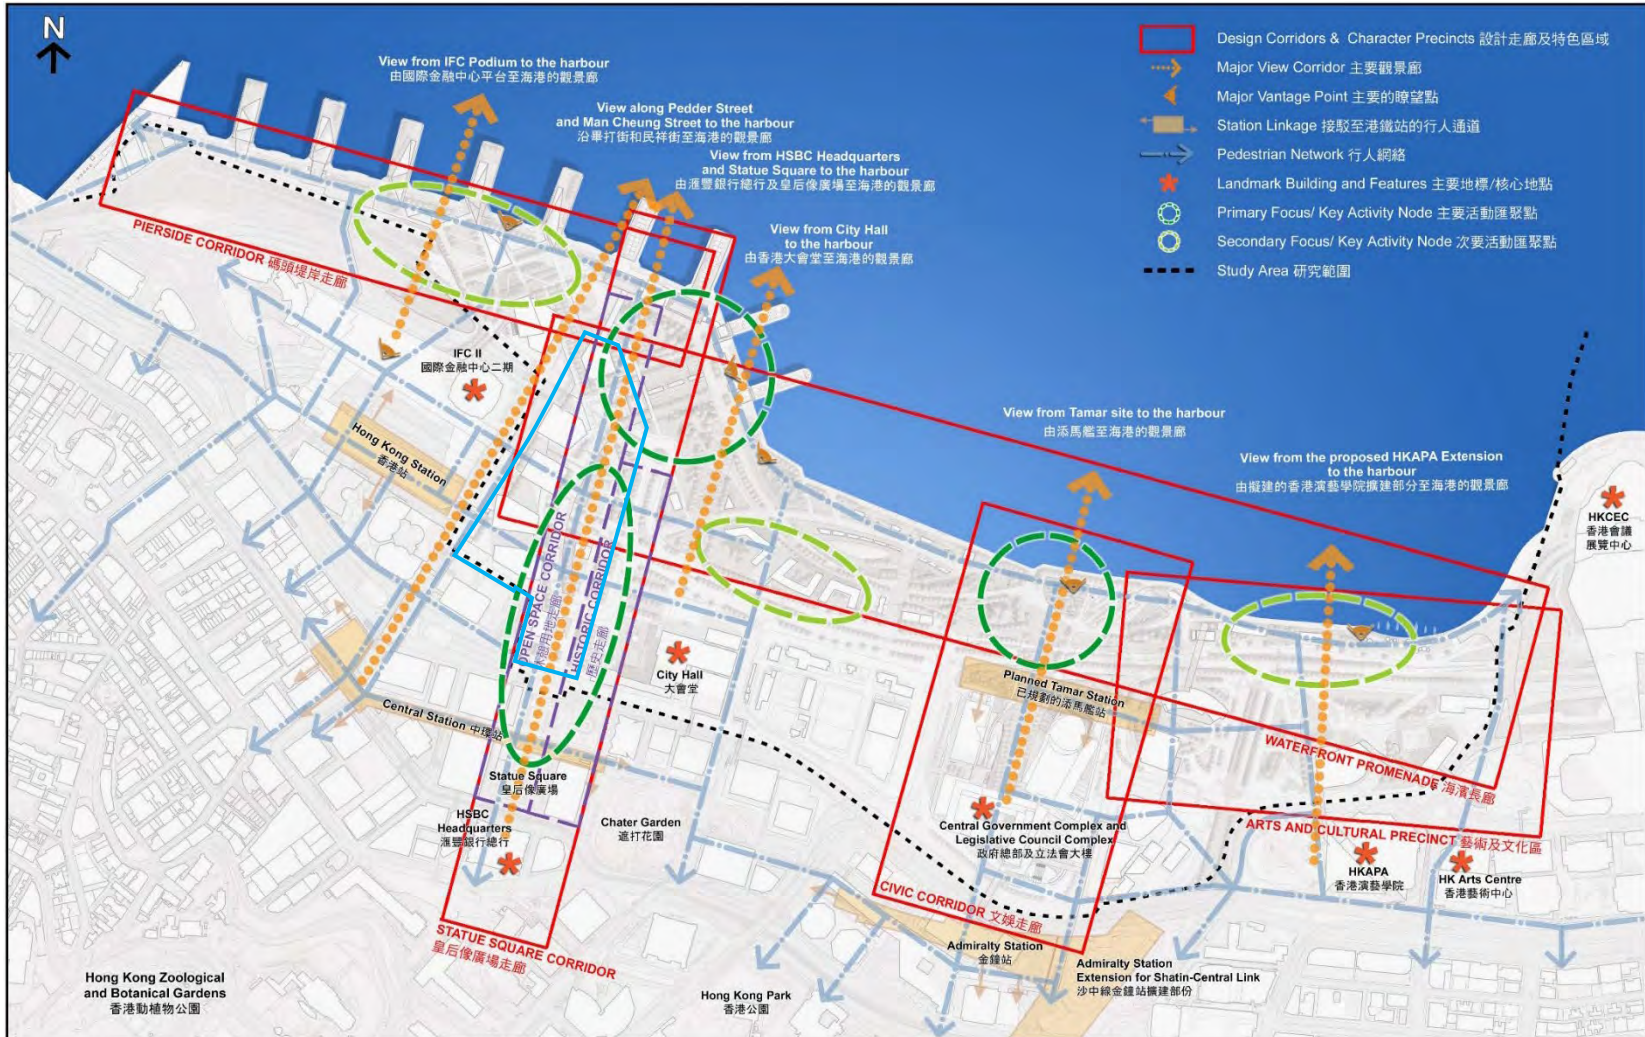 N
View from IFC Podium to the harbour
由國際金融中心平台至海港的觀景廊
View along Pedder Street
and Man Cheung Street to the harbour
沿畢打街和民祥街至海港的觀景廊
View from HSBC Headquarters
and Statue Square to the harbour
由滙豐銀行總行及皇后像廣場至海港的觀景廊
View from City Hall
to the harbour
由香港大會堂至海港的觀景廊
Design Corridors & Character Precincts 設計走廊及特色區域
Major View Corridor 主要觀景廊
Major Vantage Point 主要的瞭望點
Station Linkage 接駁至港鐵站的行人通道
Pedestrian Network 行人網絡
Landmark Building and Features 主要地標/核心地點
Primary Focus/ Key Activity Node 主要活動匯聚點
Secondary Focus/ Key Activity Node 次要活動匯聚點
Study Area 研究範圍
PIERSIDE CORRIDOR 碼頭堤岸走廊
IFC II
國際金融中心二期
Hong Kong Station
香港站
View from Tamar site to the harbour
由添馬艦至海港的觀景廊
View from the proposed HKAPA Extension
to the harbour
由擬建的香港演藝學院擴建部分至海港的觀景廊
HKCEC
香港會議
展覽中心
OPEN SPACE CORRIDOR
休憩用地走廊
HISTORIC CORRIDOR
歷史走廊
City Hall
大會堂
Planned Tamar Station
已規劃的添馬艦站
Central Station 中環站
Statue Square
皇后像廣場
WATERFRONT PROMENADE 海濱長廊
HSBC
Headquarters
滙豐銀行總行
Chater Garden
遮打花園
Central Government Complex and
Legislative Council Complex
政府總部及立法會大樓
ARTS AND CULTURAL PRECINCT 藝術及文化區
HKAPA
香港演藝學院
HK Arts Centre
香港藝術中心
CIVIC CORRIDOR 文娛走廊
STATUE SQUARE CORRIDOR
皇后像廣場走廊
Admiralty Station
金鐘站
Admiralty Station
Extension for Shatin-Central Link
沙中線金鐘站擴建部份
Hong Kong Zoological
and Botanical Gardens
香港動植物公園
Hong Kong Park
香港公園